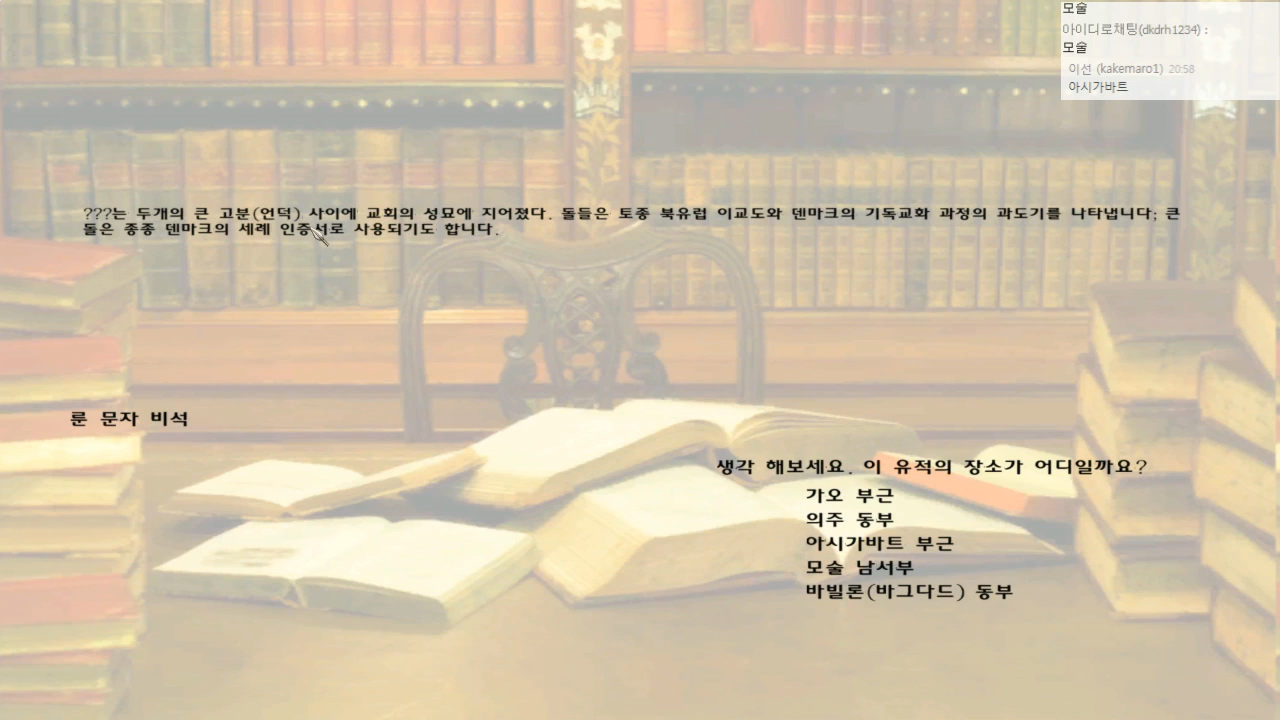 모술
아이디로채팅(dkdrh1234) :
모술
이선 (kakemaro1) 20:58
아시가바트
???는 두개의 큰 고분(언덕) 사이에 교회의 성묘에 지어졌다. 돌들은 토종 북유럽 이교도와 덴마크의 기독교화 과정의 과도기를 나타냅니다; 큰
돌은 종종 덴마크의 세례 인증서로 사용되기도 합니다.
룬 문자 비석
생각 해보세요. 이 유적의 장소가 어디일까요?
가오 부근
의주 동부
아시가바트 부근
모술 남서부
바빌론(바그다드) 동부